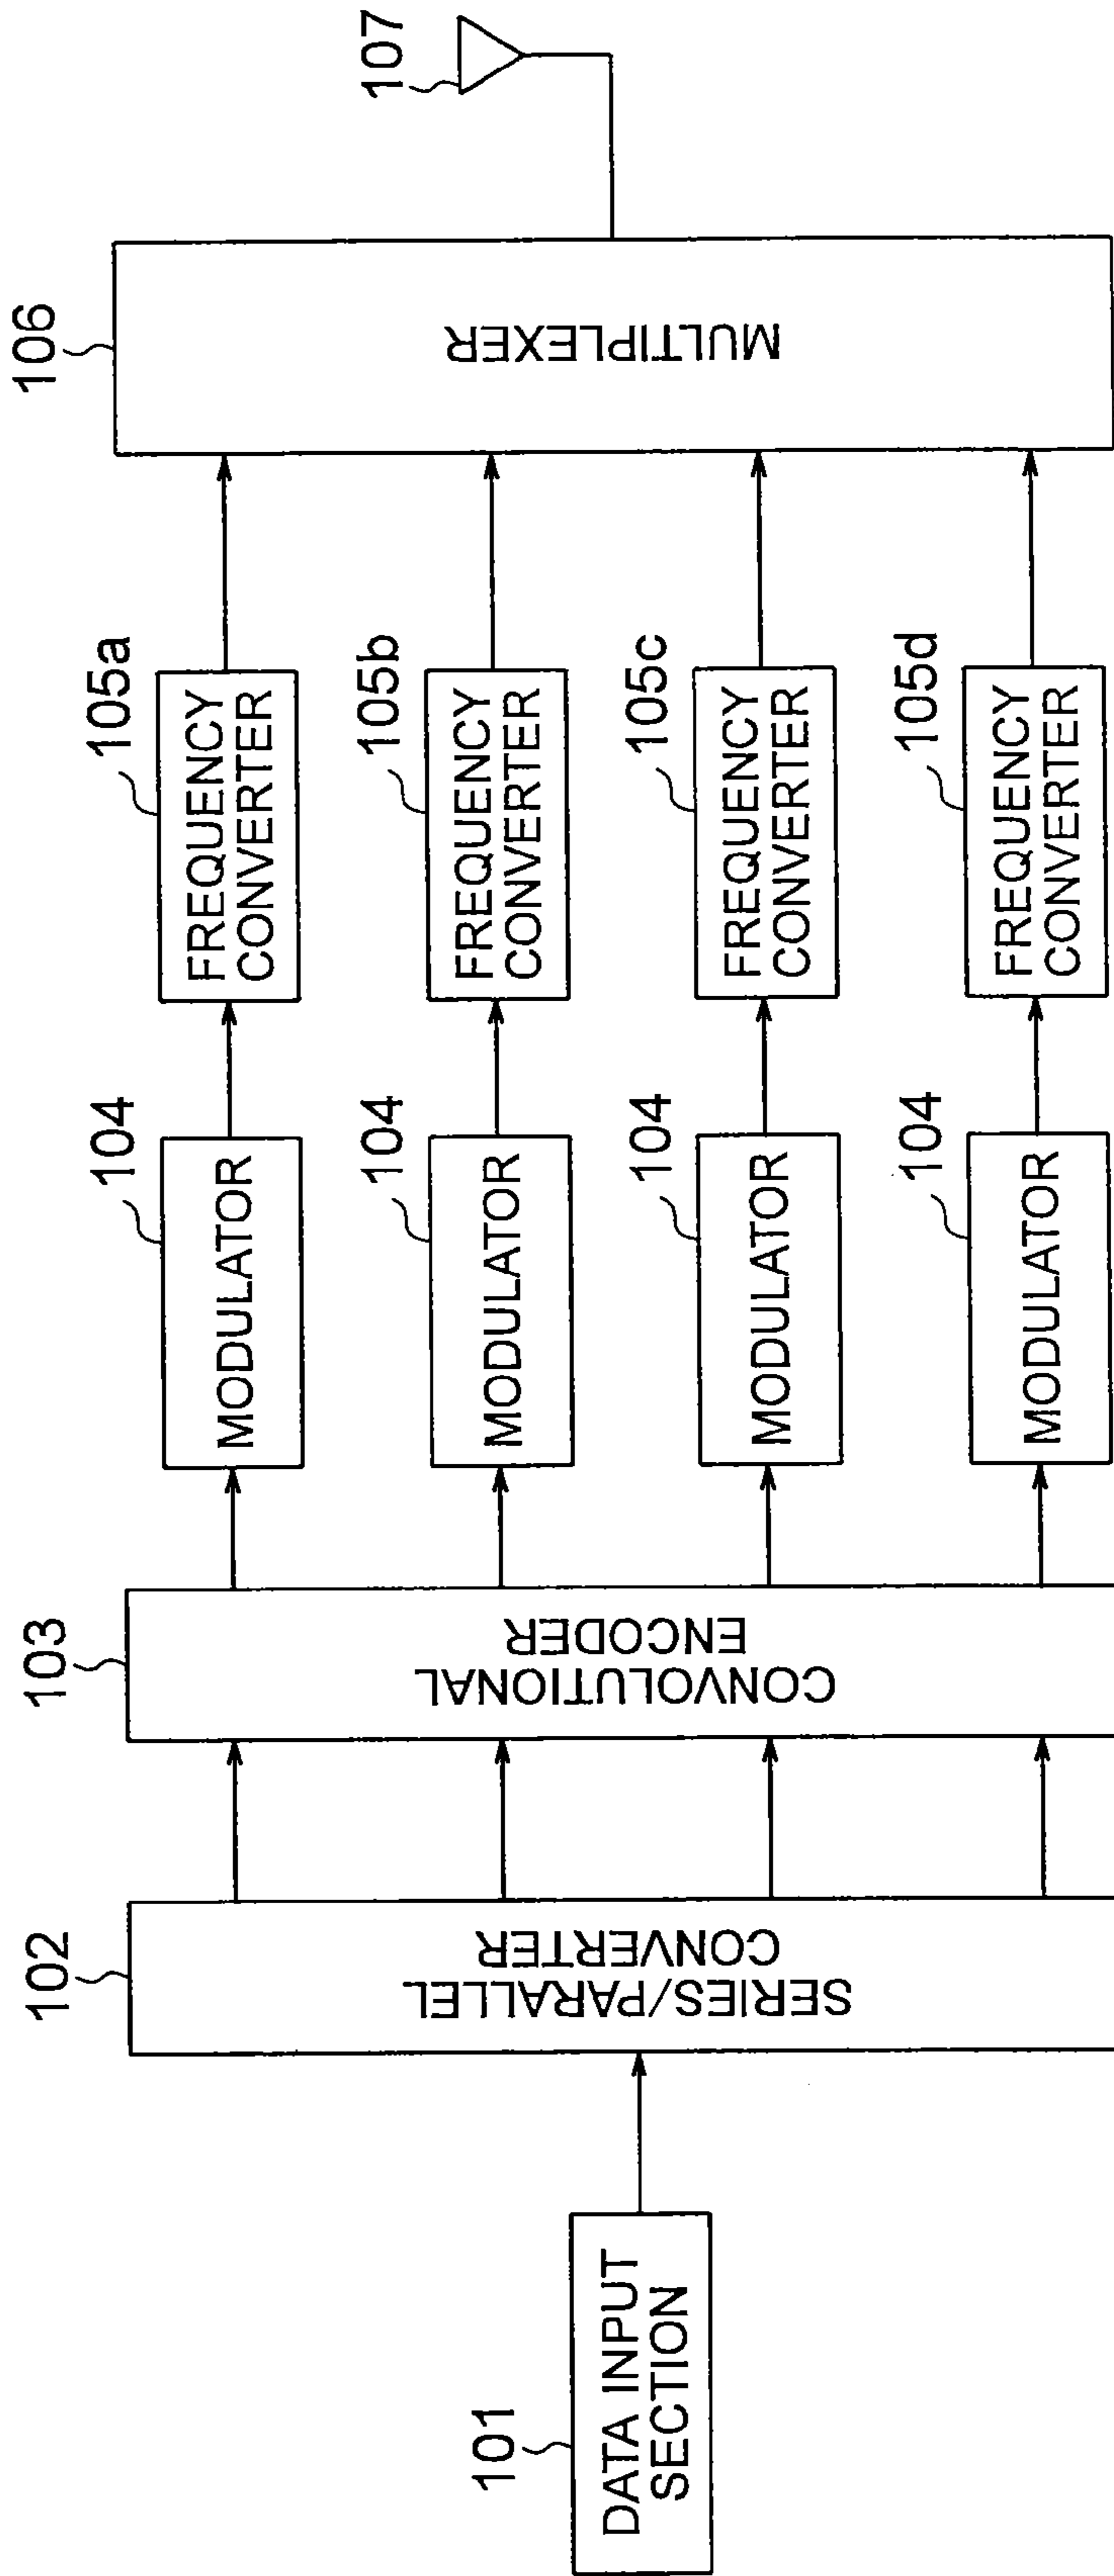 101
DATA INPUT
SECTION
102
SERIES/PARALLEL
CONVERTER
103
CONVOLUTIONAL
ENCODER
104
MODULATOR
104
MODULATOR
104
MODULATOR
104
MODULATOR
105a
FREQUENCY
CONVERTER
105b
FREQUENCY
CONVERTER
105c
FREQUENCY
CONVERTER
105d
FREQUENCY
CONVERTER
106
MULTIPLEXER
107